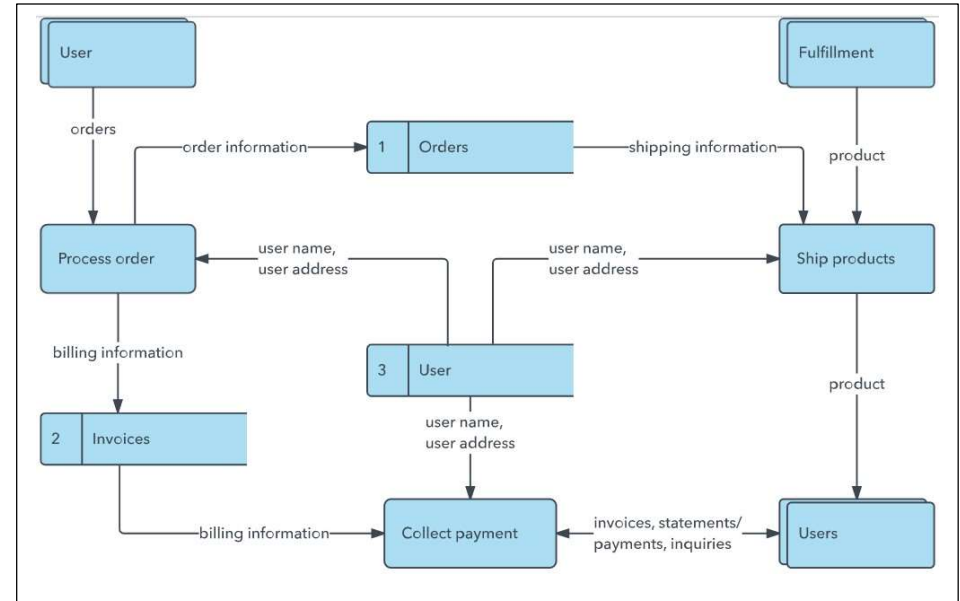 User
Fulfillment
orders
order information
1 Orders
shipping information
product
Process order
user name,
user address
user name,
user address
Ship products
billing information
3 User
product
2 Invoices
user name,
user address
billing information
Collect payment
invoices, statements/
payments, inquiries
Users